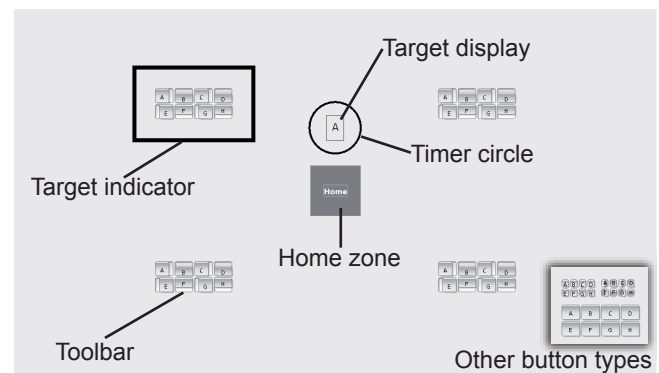 Target display
A B C D
E F G H
A
A B C D
E F G H
Timer circle
Target indicator
Home
Home zone
A B C D
E F G H
A B C D
E F G H
A B C D A B C D
E F G H E F G H
A B C D
E F G H
Toolbar
Other button types